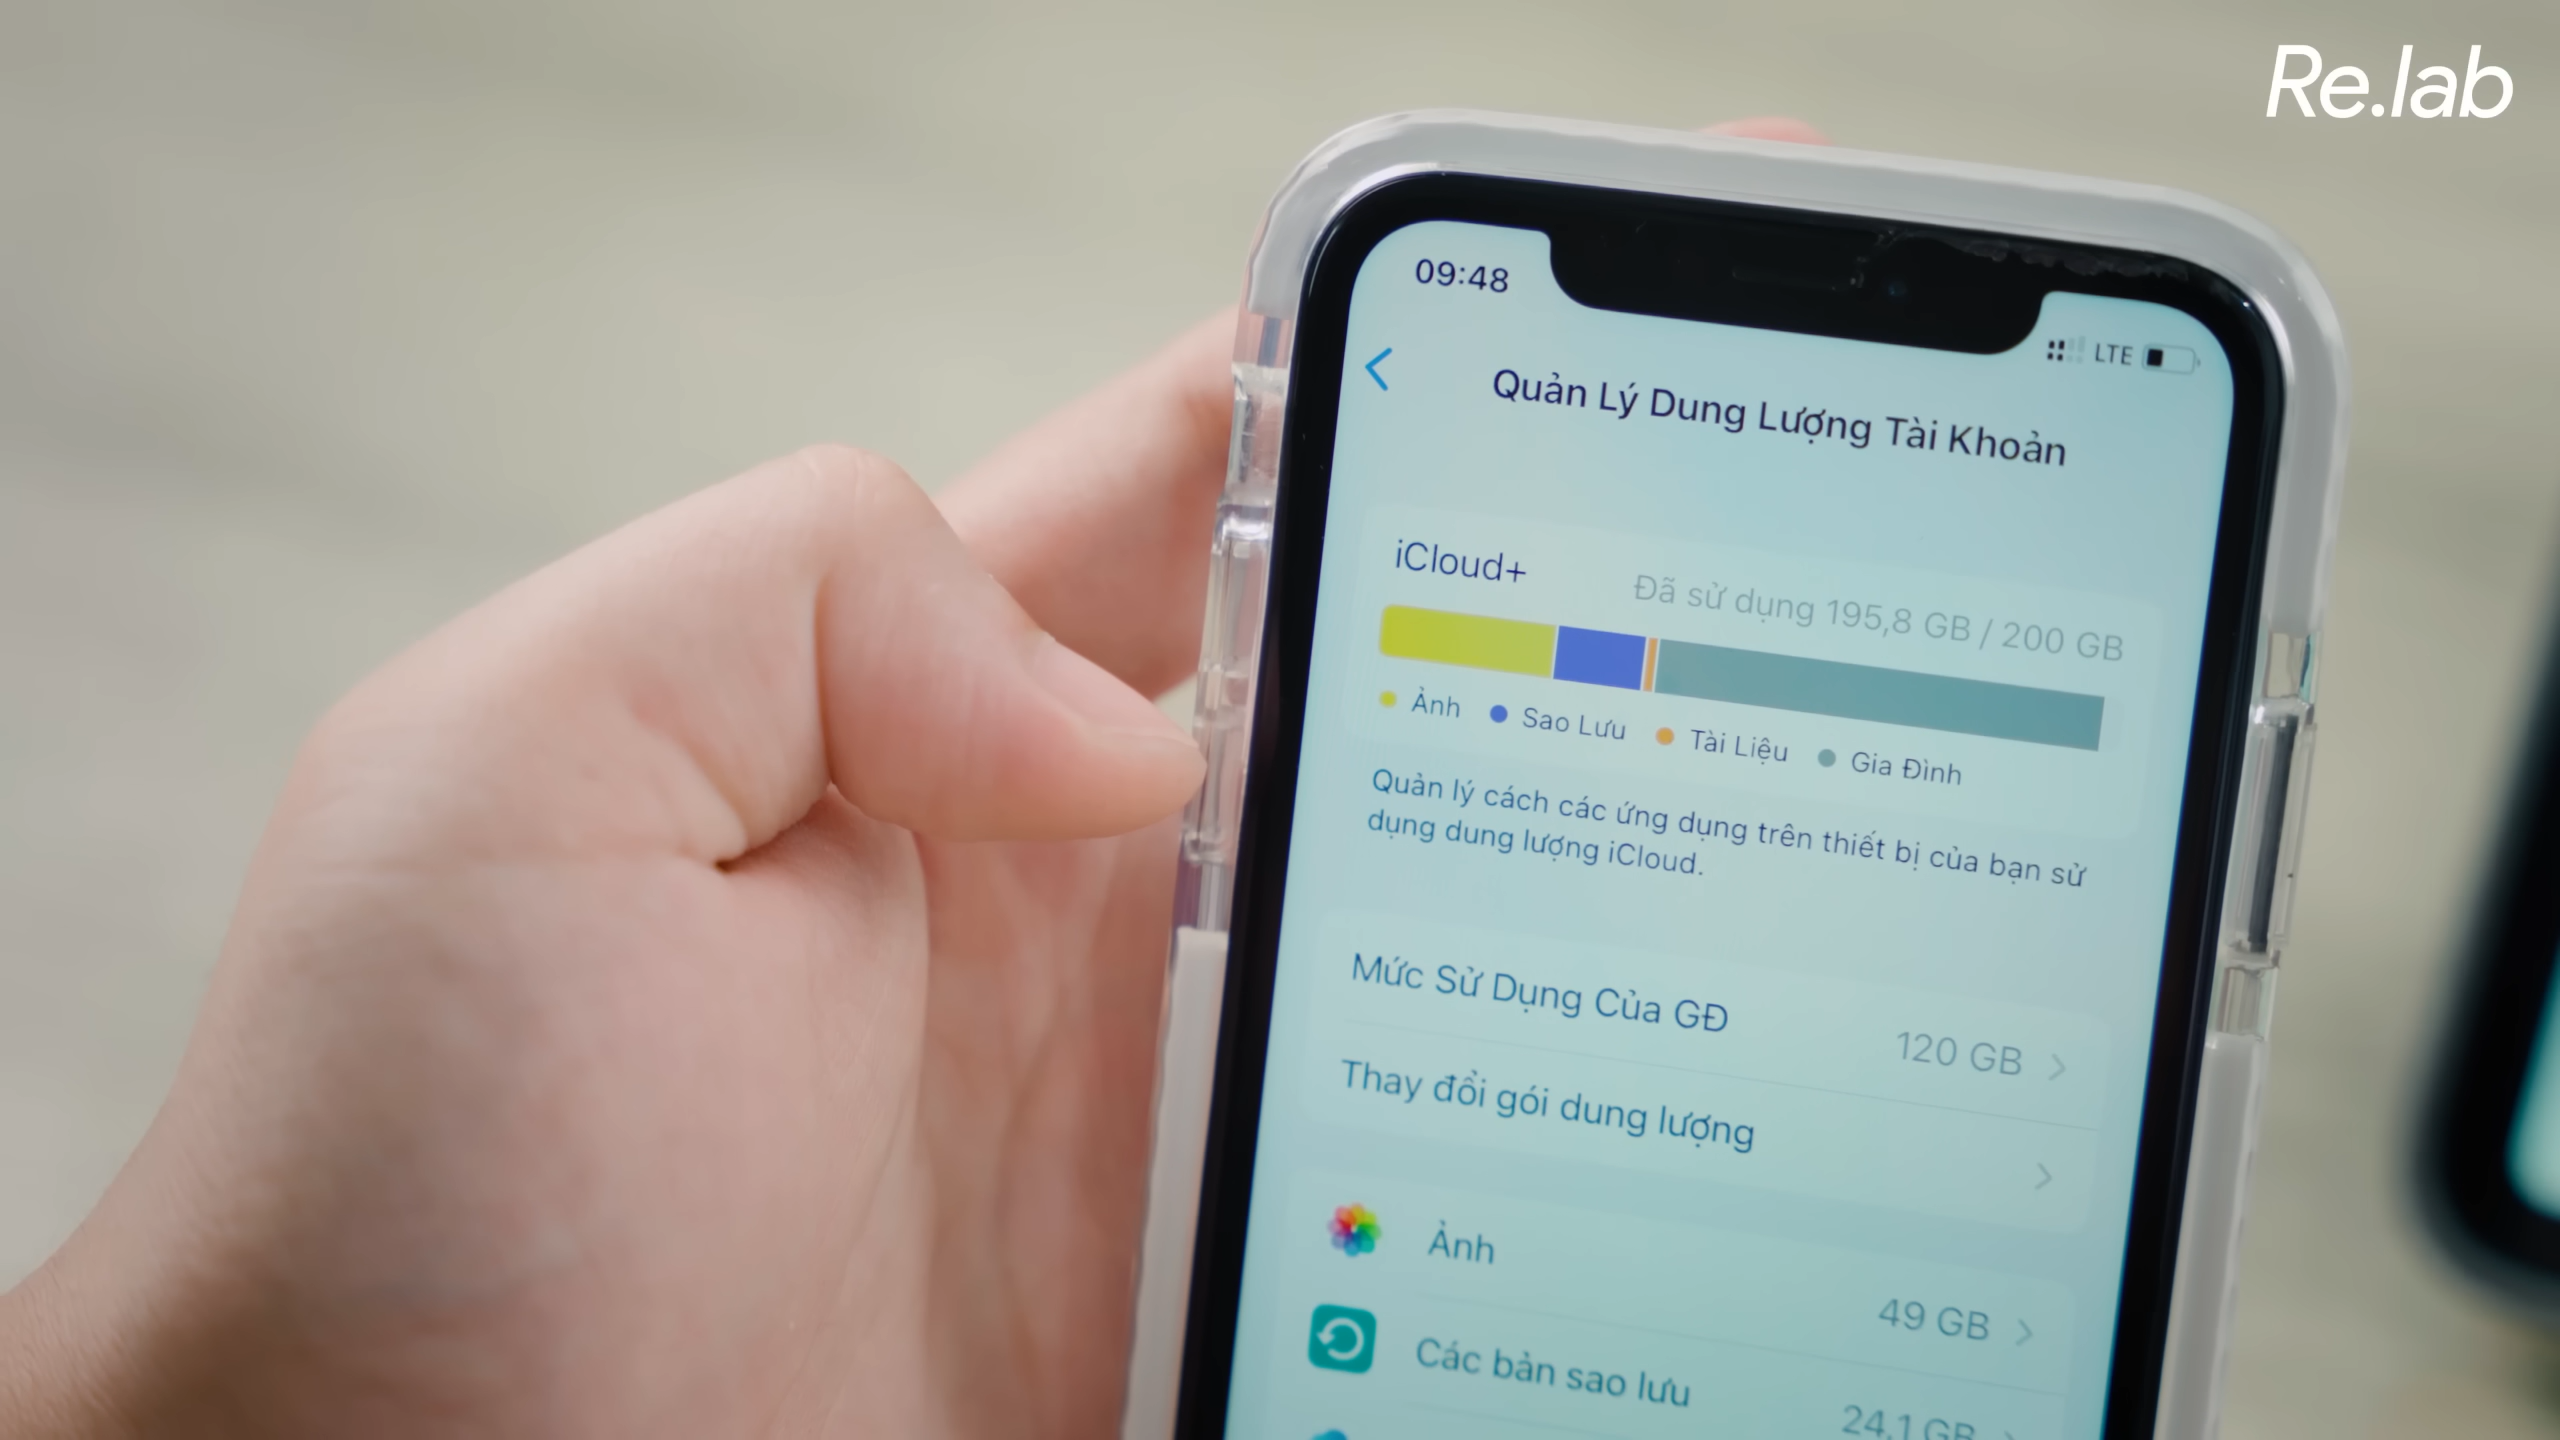 Re.lab
09:48
LTE
Quản Lý Dung Lượng Tài Khoản
iCloud+
Đã sử dụng 195,8 GB / 200 GB
Ảnh Sao Lưu Tài Liệu Gia Đình
Quản lý cách các ứng dụng trên thiết bị của bạn sử
dụng dung lượng iCloud.
Mức Sử Dụng Của GĐ 120 GB
Thay đổi gói dung lượng
Ảnh 49 GB
Các bản sao lưu 24,1 GB